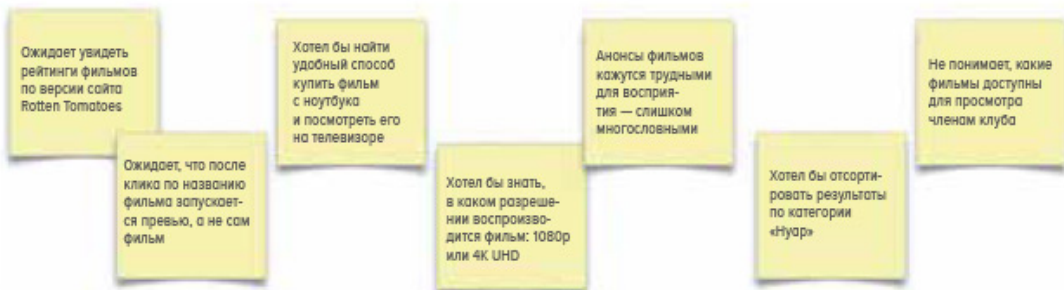 Ожидает увидеть
рейтинги фильмов
по версии сайта
Rotten Tomatoes
Ожидает, что после
клика по названию
фильма запускает-
ся превью, а не сам
фильм
Хотел бы найти
удобный способ
купить фильм
с ноутбука
и посмотреть его
на телевизоре
Хотел бы знать,
в каком разреше-
нии воспроизво-
дится фильм: 1080p
или 4K UHD
Анонсы фильмов
кажутся трудными
для восприя-
тия — слишком
многословными
Хотел бы отсорти-
ровать результаты
по категории
«Нуар»
Не понимает, какие
фильмы доступны
для просмотра
членам клуба